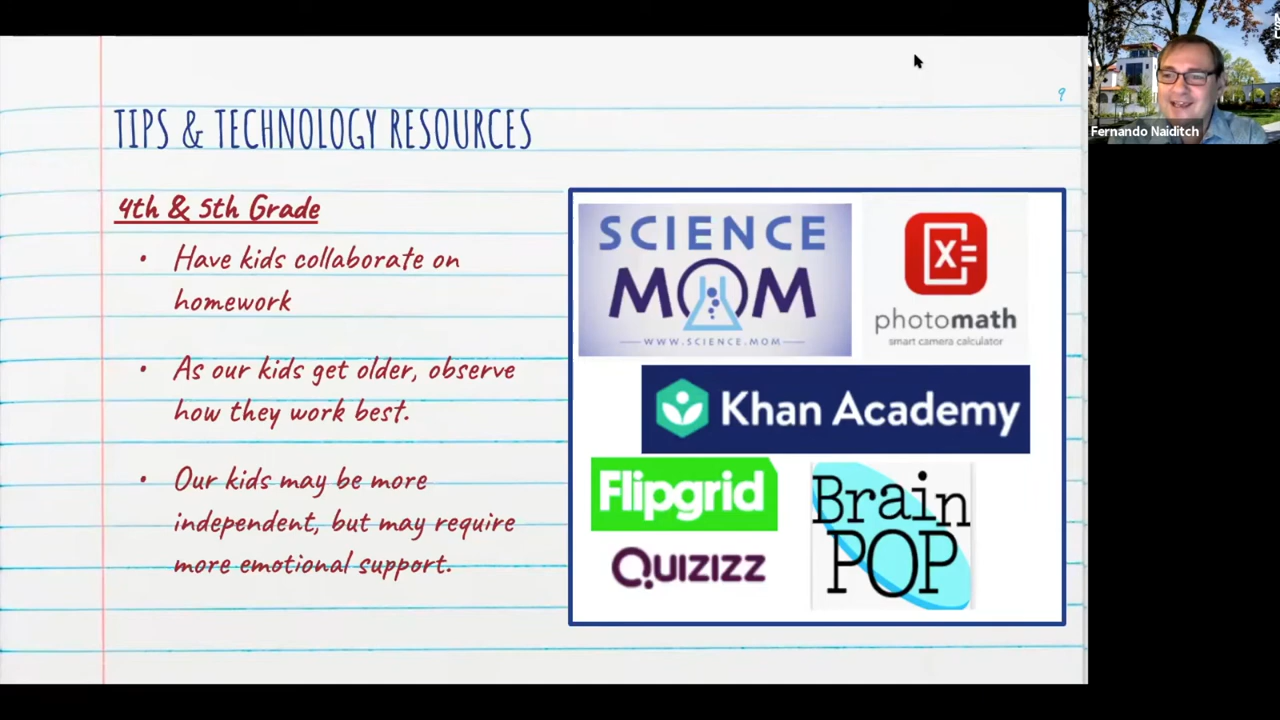 9
TIPS & TECHNOLOGY RESOURCES
4th & 5th Grade
• Have kids collaborate on
homework
• As our kids get older, observe
how they work best.
• Our kids may be more
independent, but may require
more emotional support.
SCIENCE
MOM
WWW.SCIENCE.MOM
X=
photomath
smart camera calculator
Khan Academy
Flipgrid
QUIZIZZ
Brain
POP
Fernando Naiditch